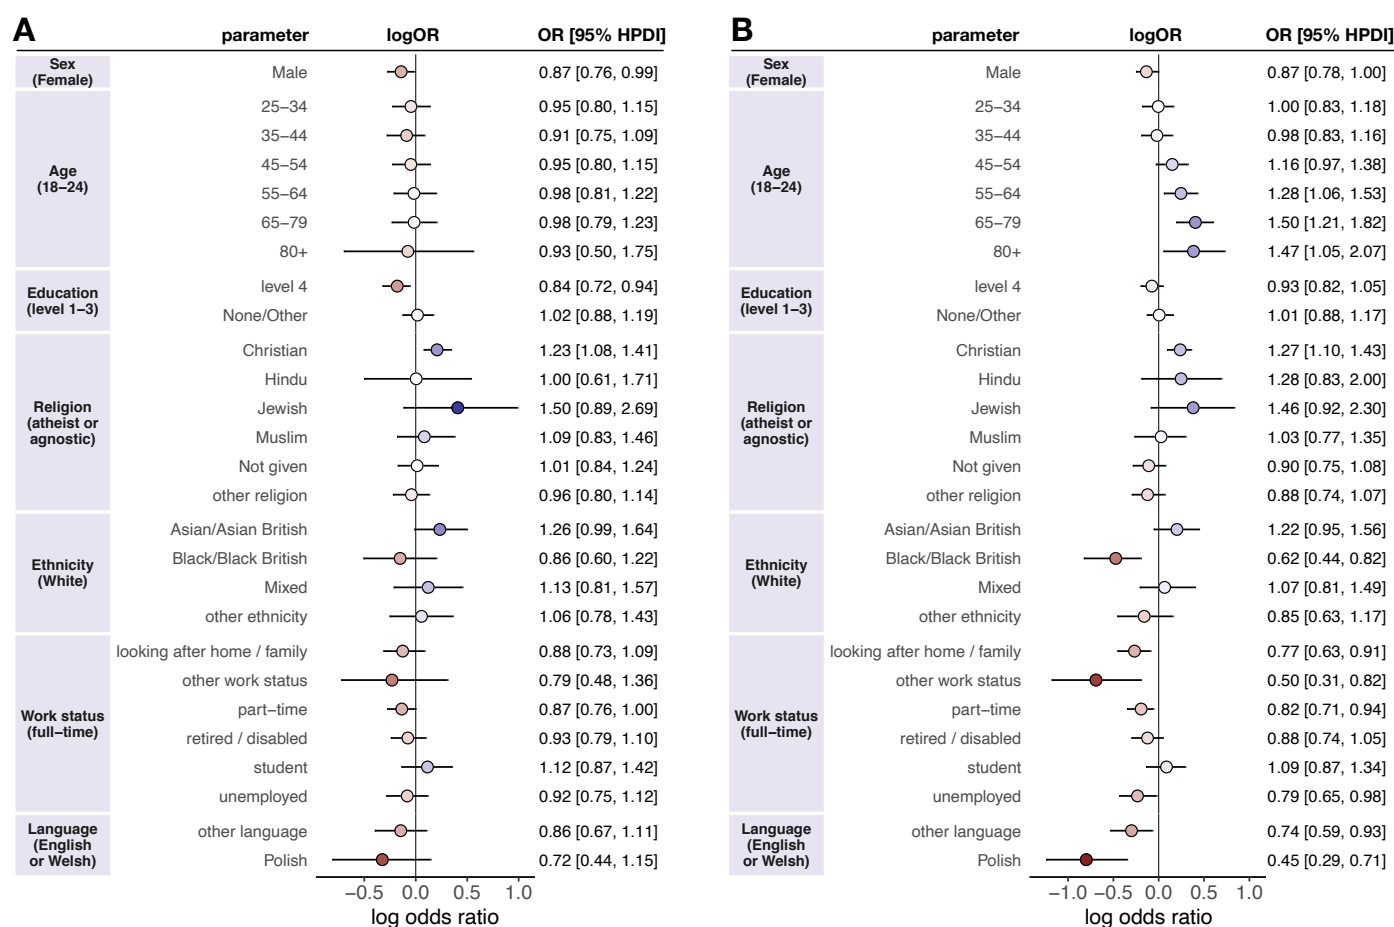 A
parameter logOR OR [95% HPDI]
Sex
(Female)
Male 0.87 [0.76, 0.99]
Age
(18−24)
25−34 0.95 [0.80, 1.15]
35−44 0.91 [0.75, 1.09]
45−54 0.95 [0.80, 1.15]
55−64 0.98 [0.81, 1.22]
65−79 0.98 [0.79, 1.23]
80+ 0.93 [0.50, 1.75]
Education
(level 1−3)
level 4 0.84 [0.72, 0.94]
None/Other 1.02 [0.88, 1.19]
Religion
(atheist or
agnostic)
Christian 1.23 [1.08, 1.41]
Hindu 1.00 [0.61, 1.71]
Jewish 1.50 [0.89, 2.69]
Muslim 1.09 [0.83, 1.46]
Not given 1.01 [0.84, 1.24]
other religion 0.96 [0.80, 1.14]
Ethnicity
(White)
Asian/Asian British 1.26 [0.99, 1.64]
Black/Black British 0.86 [0.60, 1.22]
Mixed 1.13 [0.81, 1.57]
other ethnicity 1.06 [0.78, 1.43]
Work status
(full−time)
looking after home / family 0.88 [0.73, 1.09]
other work status 0.79 [0.48, 1.36]
part−time 0.87 [0.76, 1.00]
retired / disabled 0.93 [0.79, 1.10]
student 1.12 [0.87, 1.42]
unemployed 0.92 [0.75, 1.12]
Language
(English
or Welsh)
other language 0.86 [0.67, 1.11]
Polish 0.72 [0.44, 1.15]
−0.5 0.0 0.5 1.0
log odds ratio
B
parameter logOR OR [95% HPDI]
Sex
(Female)
Male 0.87 [0.78, 1.00]
Age
(18−24)
25−34 1.00 [0.83, 1.18]
35−44 0.98 [0.83, 1.16]
45−54 1.16 [0.97, 1.38]
55−64 1.28 [1.06, 1.53]
65−79 1.50 [1.21, 1.82]
80+ 1.47 [1.05, 2.07]
Education
(level 1−3)
level 4 0.93 [0.82, 1.05]
None/Other 1.01 [0.88, 1.17]
Religion
(atheist or
agnostic)
Christian 1.27 [1.10, 1.43]
Hindu 1.28 [0.83, 2.00]
Jewish 1.46 [0.92, 2.30]
Muslim 1.03 [0.77, 1.35]
Not given 0.90 [0.75, 1.08]
other religion 0.88 [0.74, 1.07]
Ethnicity
(White)
Asian/Asian British 1.22 [0.95, 1.56]
Black/Black British 0.62 [0.44, 0.82]
Mixed 1.07 [0.81, 1.49]
other ethnicity 0.85 [0.63, 1.17]
Work status
(full−time)
looking after home / family 0.77 [0.63, 0.91]
other work status 0.50 [0.31, 0.82]
part−time 0.82 [0.71, 0.94]
retired / disabled 0.88 [0.74, 1.05]
student 1.09 [0.87, 1.34]
unemployed 0.79 [0.65, 0.98]
Language
(English
or Welsh)
other language 0.74 [0.59, 0.93]
Polish 0.45 [0.29, 0.71]
−1.0 −0.5 0.0 0.5 1.0
log odds ratio